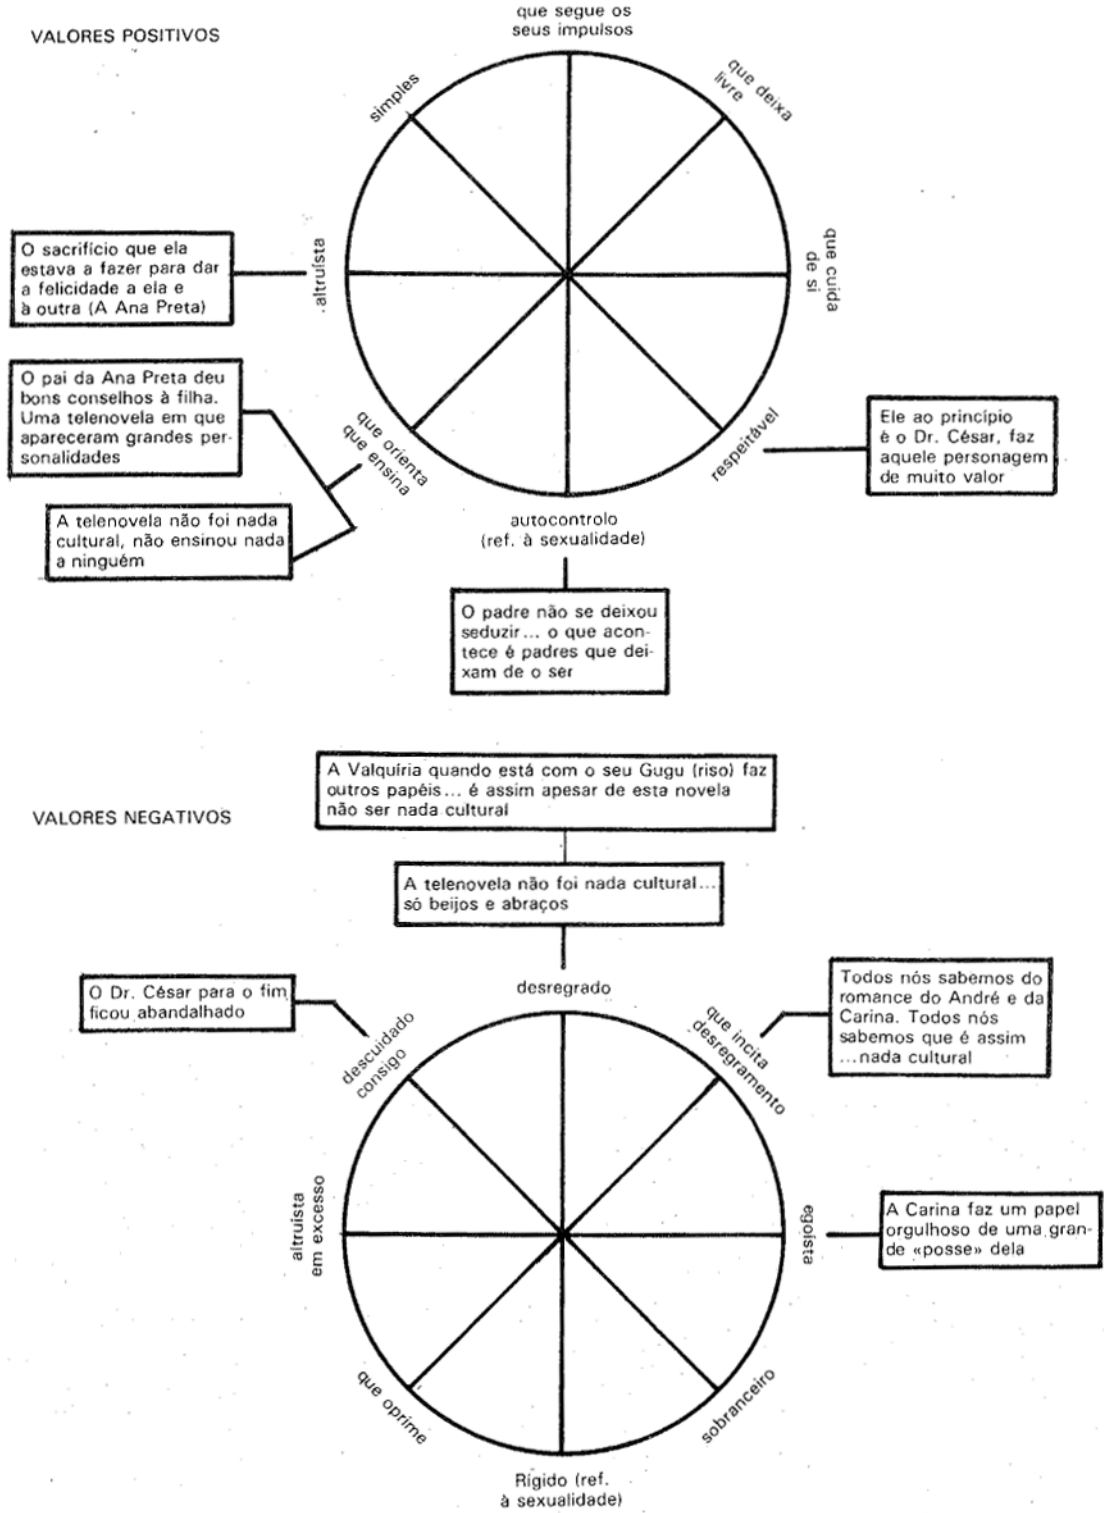 VALORES POSITIVOS
que segue os
seus impulsos
simples
que deixa
livre
O sacrifício que ela
estava a fazer para dar
a felicidade a ela e
à outra (A Ana Preta)
altruísta
que cuida
de si
O pai da Ana Preta deu
bons conselhos à filha.
Uma telenovela em que
apareceram grandes per-
sonalidades
que orienta
que ensina
respeitável
Ele ao princípio
é o Dr. César, faz
aquele personagem
de muito valor
A telenovela não foi nada
cultural, não ensinou nada
a ninguém
autocontrolo
(ref. à sexualidade)
O padre não se deixou
seduzir... o que acon-
tece é padres que dei-
xam de o ser
VALORES NEGATIVOS
A Valquíria quando está com o seu Gugu (riso) faz
outros papéis... é assim apesar de esta novela
não ser nada cultural
A telenovela não foi nada cultural...
só beijos e abraços
O Dr. César para o fim
ficou abandalhado
desregrado
descuidado
consigo
que incita
desregramento
Todos nós sabemos do
romance do André e da
Carina. Todos nós
sabemos que é assim
...nada cultural
altruísta
em excesso
egoísta
A Carina faz um papel
orgulhoso de uma gran-
de «posse» dela
que oprime
sobranceiro
Rígido (ref.
à sexualidade)